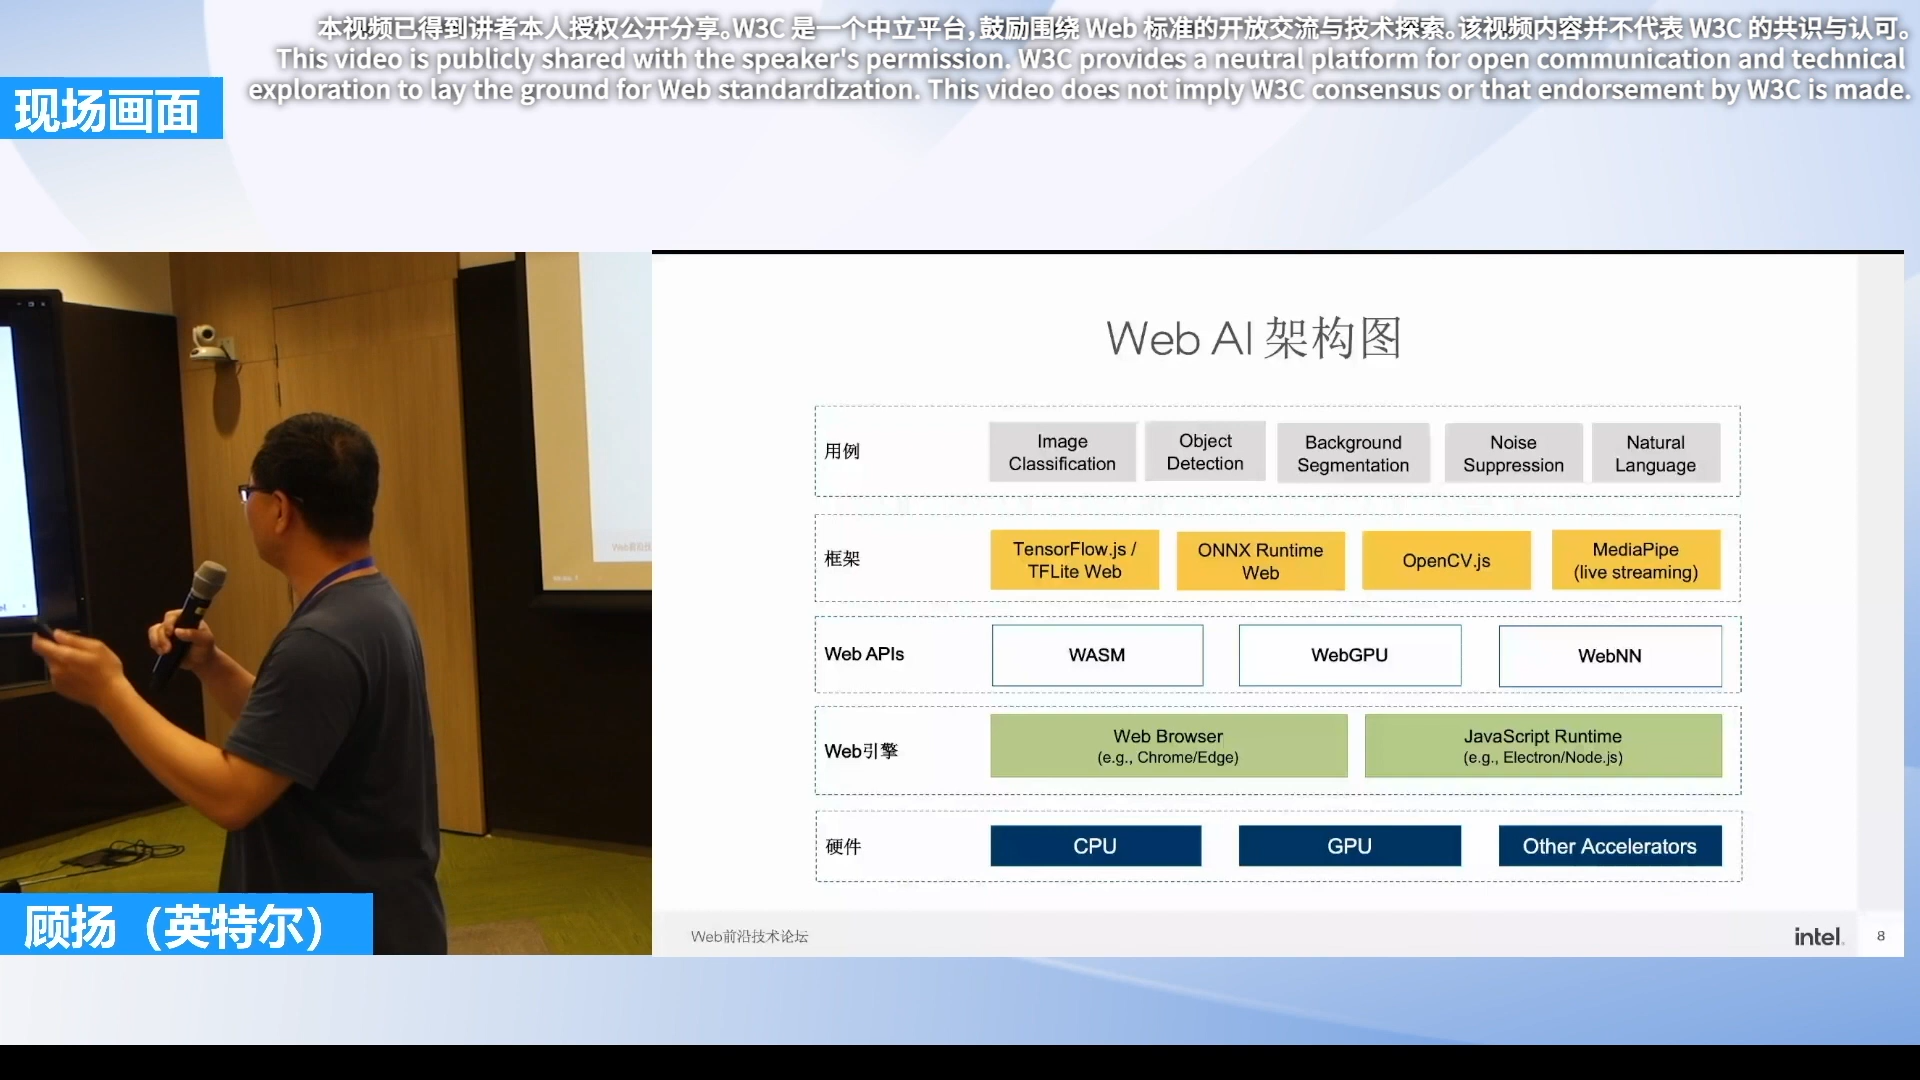 本视频已得到讲者本人授权公开分享。W3C 是一个中立平台，鼓励围绕 Web 标准的开放交流与技术探索。该视频内容并不代表 W3C 的共识与认可。
This video is publicly shared with the speaker's permission. W3C provides a neutral platform for open communication and technical
exploration to lay the ground for Web standardization. This video does not imply W3C consensus or that endorsement by W3C is made.
现场画面
Web AI 架构图
用例
Image
Classification
Object
Detection
Background
Segmentation
Noise
Suppression
Natural
Language
框架
TensorFlow.js /
TFLite Web
ONNX Runtime
Web
OpenCV.js
MediaPipe
(live streaming)
Web APIs
WASM
WebGPU
WebNN
Web引擎
Web Browser
(e.g., Chrome/Edge)
JavaScript Runtime
(e.g., Electron/Node.js)
硬件
CPU
GPU
Other Accelerators
Web前沿技术论坛
intel.
8
顾扬（英特尔）